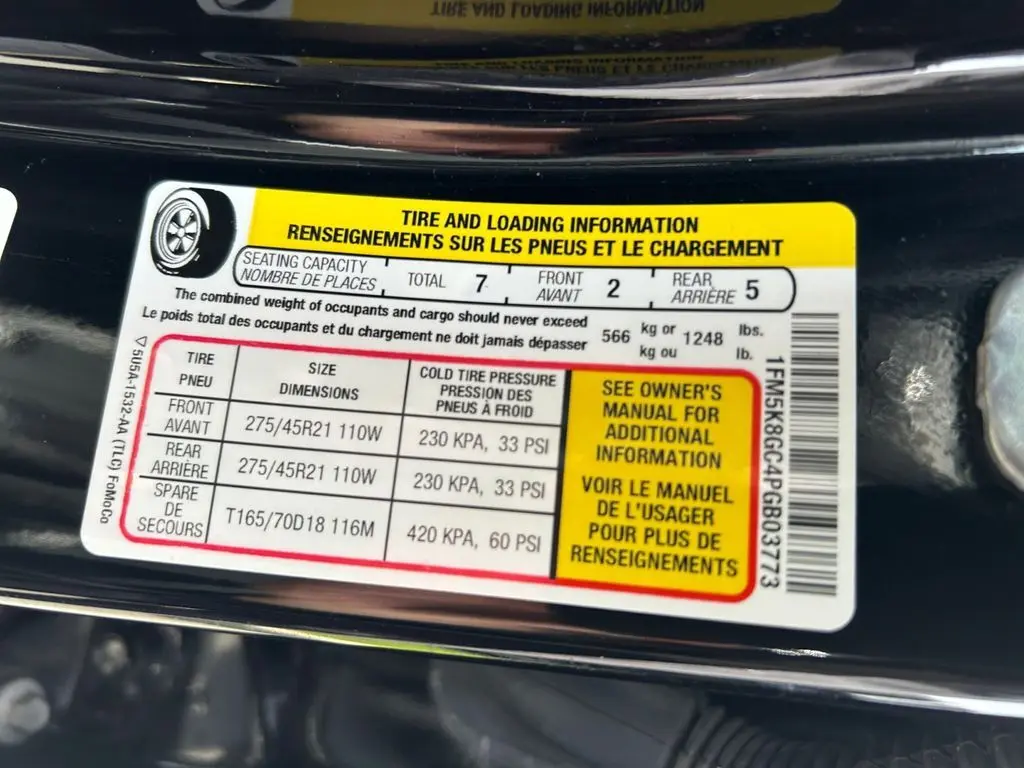 TIRE AND LOADING INFORMATION
TIRE AND LOADING INFORMATION
RENSEIGNEMENTS SUR LES PNEUS ET LE CHARGEMENT
SEATING CAPACITY
NOMBRE DE PLACES
TOTAL 7
FRONT
AVANT 2
REAR
ARRIÈRE 5
The combined weight of occupants and cargo should never exceed
Le poids total des occupants et du chargement ne doit jamais dépasser
566 kg or 1248 lbs.
kg ou lb.
TIRE
PNEU
SIZE
DIMENSIONS
COLD TIRE PRESSURE
PRESSION DES
PNEUS À FROID
FRONT
AVANT
275/45R21 110W
230 KPA, 33 PSI
REAR
ARRIÈRE
275/45R21 110W
230 KPA, 33 PSI
SPARE
DE
SECOURS
T165/70D18 116M
420 KPA, 60 PSI
SEE OWNER'S
MANUAL FOR
ADDITIONAL
INFORMATION
VOIR LE MANUEL
DE L'USAGER
POUR PLUS DE
RENSEIGNEMENTS
5U5A-1532-AA (TLC) FoMoCo
1FM5K8GC4PGB03773